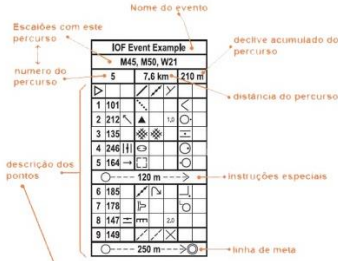 Nome do evento
Escalões com este
percurso
IOF Event Example
M45, M50, W21
declive acumulado do
percurso
numero do
percurso
5 7,6 km 210 m
distância do percurso
1 101
2 212 1,0
3 135
descrição dos
pontos
4 246
5 164
120 m
instruções especiais
6 185
7 178
8 147 2,0
9 149
250 m
linha de meta